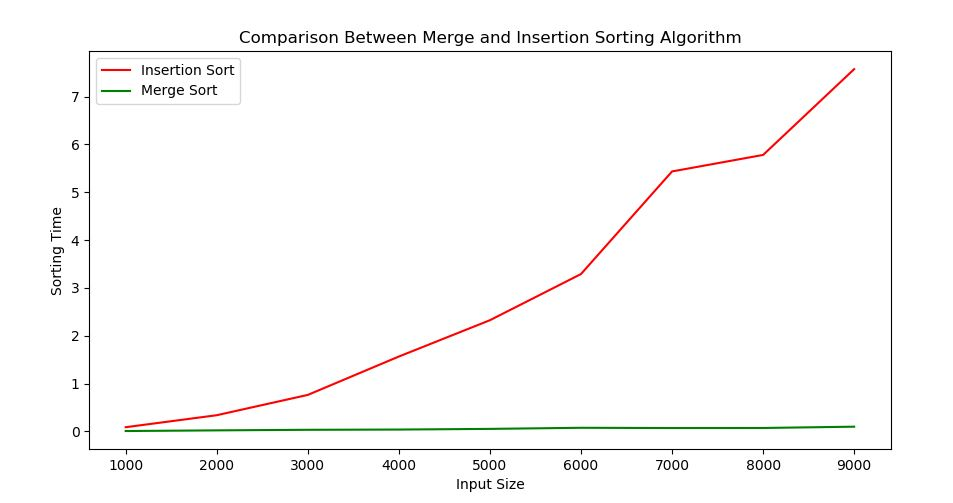 Comparison Between Merge and Insertion Sorting Algorithm
Insertion Sort
Merge Sort
Sorting Time
7
6
5
4
3
2
1
0
1000 2000 3000 4000 5000 6000 7000 8000 9000
Input Size